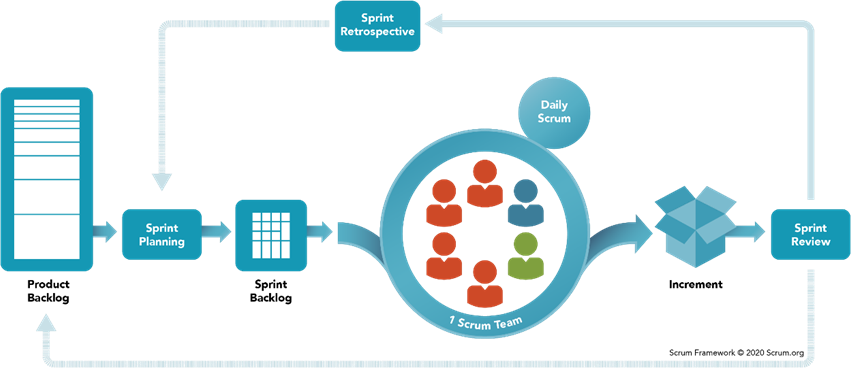 Sprint
Retrospective
Daily
Scrum
Sprint
Planning
Sprint
Review
Product
Backlog
Sprint
Backlog
Increment
1 Scrum Team
Scrum Framework © 2020 Scrum.org